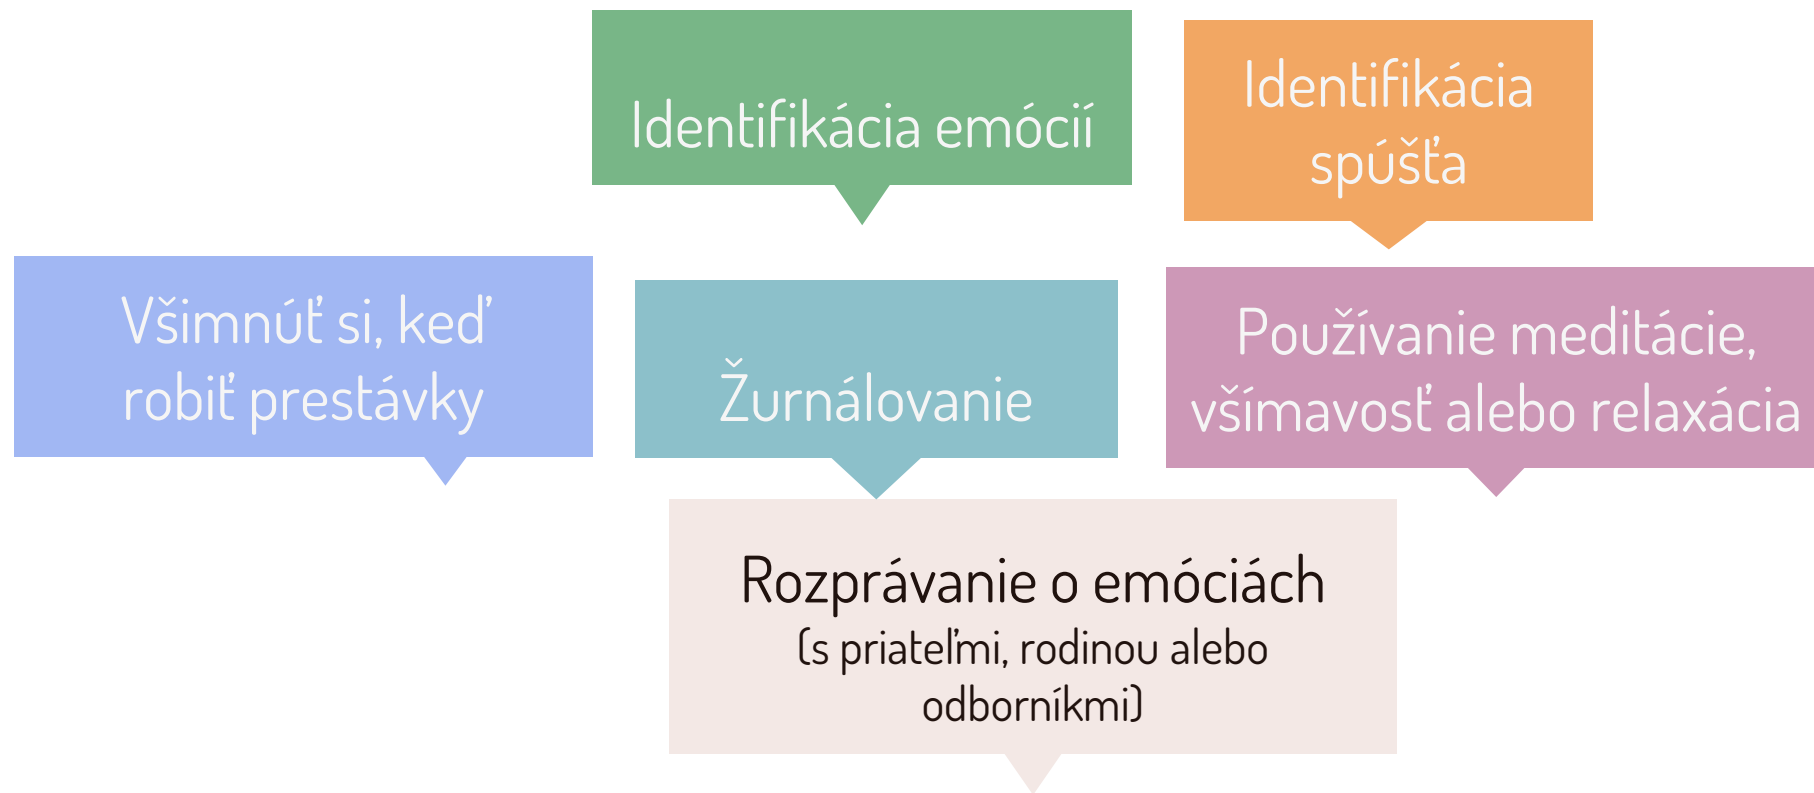 Identifikácia emócií
Identifikácia
spúšťa
Všimnúť si, keď
robiť prestávky
Žurnálovanie
Používanie meditácie,
všímavosť alebo relaxácia
Rozprávanie o emóciách
(s priateľmi, rodinou alebo
odborníkmi)